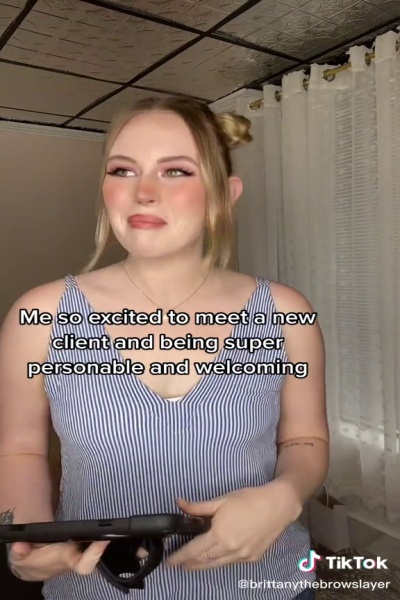 Me so excited to meet a new
client and being super
personable and welcoming
TikTok
@brittanythebrowslayer